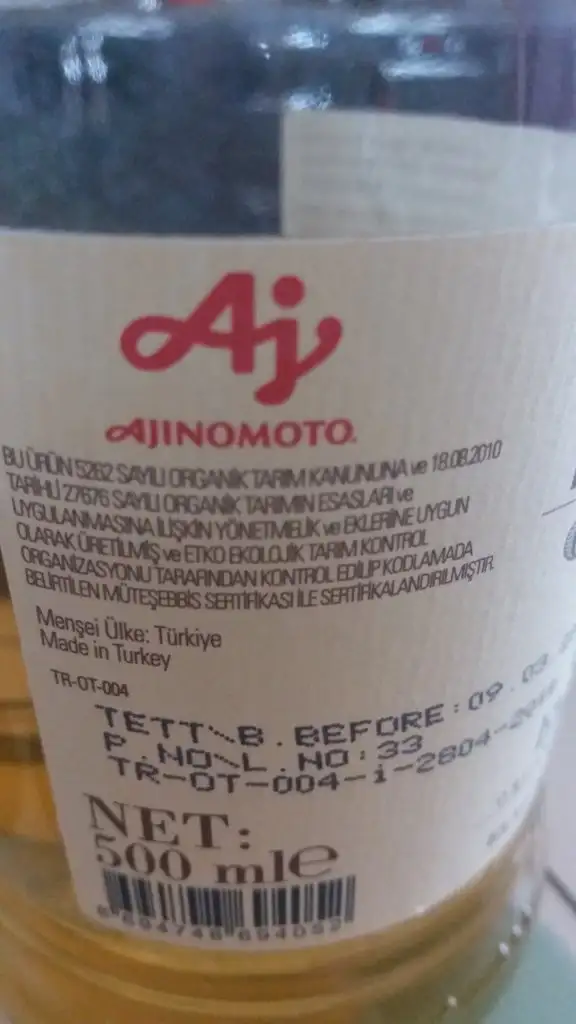 Aj
AJINOMOTO.
BU ÜRÜN 5262 SAYILI ORGANİK TARIM KANUNUNA ve 18.08.2010
TARİHLİ 27676 SAYILI ORGANİK TARIMIN ESASLARI ve
UYGULANMASINA İLİŞKİN YÖNETMELİK ve EKLERİNE UYGUN
OLARAK ÜRETİLMİŞ ve ETKO EKOLOJİK TARIM KONTROL
ORGANİZASYONU TARAFINDAN KONTROL EDİLİP KODLAMADA
BELİRTİLEN MÜTEŞEBBİS SERTİFİKASI İLE SERTİFİKALANDIRILMIŞTIR.
Menşei Ülke: Türkiye
Made in Turkey
TR-OT-004
TETT~B.BEFORE:09.03
P.NO~L.NO:33
TR-OT-004-i-2804-
NET:
500 ml e